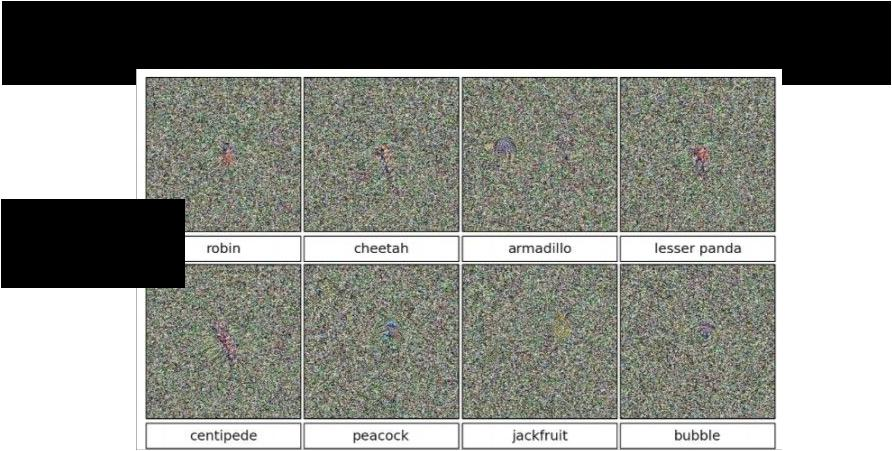 robin cheetah armadillo lesser panda
centipede peacock jackfruit bubble